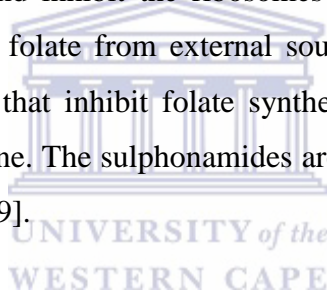 and inhibit the ribosomes
folate from external sou
that inhibit folate synthe
ne. The sulphonamides ar
9].
UNIVERSITY of the
WESTERN CAPE